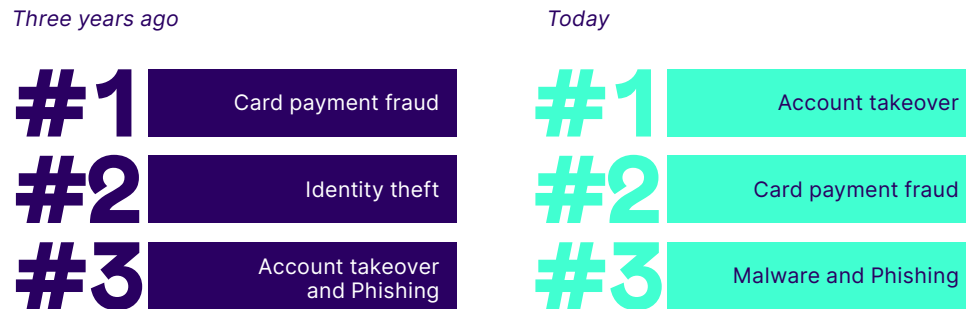 Three years ago
#1 Card payment fraud
#2 Identity theft
#3 Account takeover
and Phishing
Today
#1 Account takeover
#2 Card payment fraud
#3 Malware and Phishing